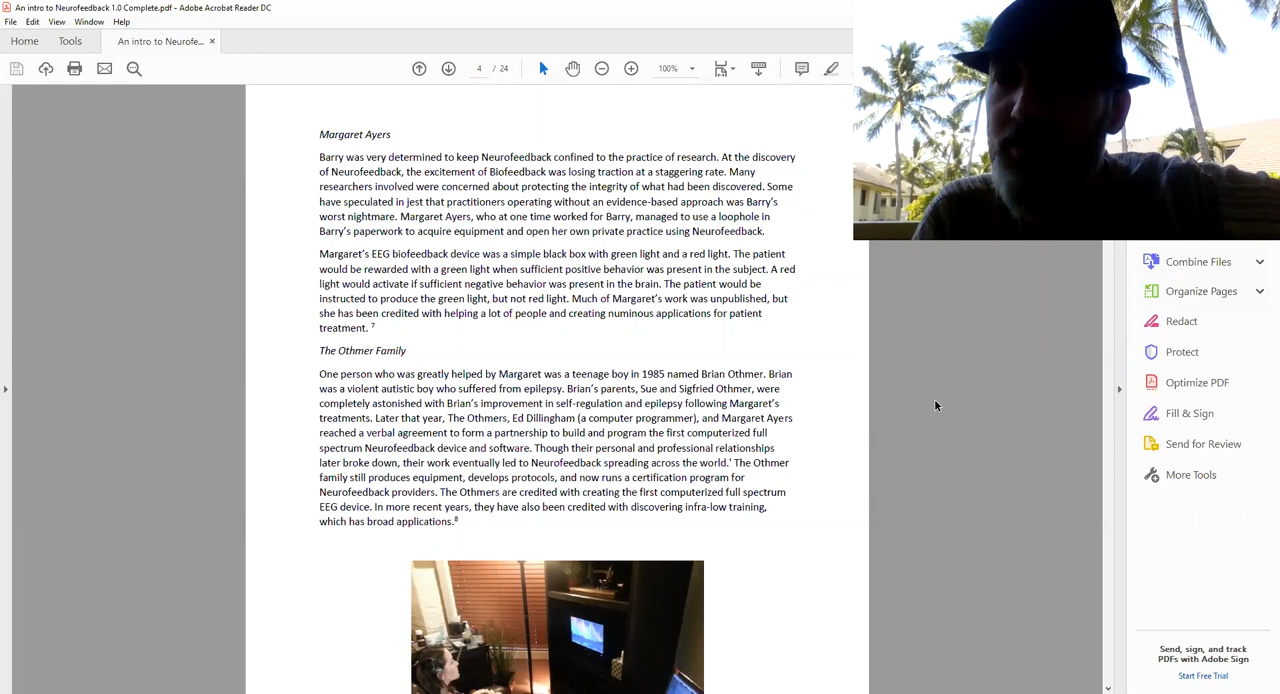 An intro to Neurofeedback 1.0 Complete.pdf - Adobe Acrobat Reader DC
File Edit View Window Help
Home Tools An intro to Neurofe... ×
4 / 24 100%
Margaret Ayers
Barry was very determined to keep Neurofeedback confined to the practice of research. At the discovery
of Neurofeedback, the excitement of Biofeedback was losing traction at a staggering rate. Many
researchers involved were concerned about protecting the integrity of what had been discovered. Some
have speculated in jest that practitioners operating without an evidence-based approach was Barry's
worst nightmare. Margaret Ayers, who at one time worked for Barry, managed to use a loophole in
Barry's paperwork to acquire equipment and open her own private practice using Neurofeedback.
Margaret's EEG biofeedback device was a simple black box with green light and a red light. The patient
would be rewarded with a green light when sufficient positive behavior was present in the subject. A red
light would activate if sufficient negative behavior was present in the brain. The patient would be
instructed to produce the green light, but not red light. Much of Margaret's work was unpublished, but
she has been credited with helping a lot of people and creating numinous applications for patient
treatment. 7
The Othmer Family
One person who was greatly helped by Margaret was a teenage boy in 1985 named Brian Othmer. Brian
was a violent autistic boy who suffered from epilepsy. Brian's parents, Sue and Sigfried Othmer, were
completely astonished with Brian's improvement in self-regulation and epilepsy following Margaret's
treatments. Later that year, The Othmers, Ed Dillingham (a computer programmer), and Margaret Ayers
reached a verbal agreement to form a partnership to build and program the first computerized full
spectrum Neurofeedback device and software. Though their personal and professional relationships
later broke down, their work eventually led to Neurofeedback spreading across the world.' The Othmer
family still produces equipment, develops protocols, and now runs a certification program for
Neurofeedback providers. The Othmers are credited with creating the first computerized full spectrum
EEG device. In more recent years, they have also been credited with discovering infra-low training,
which has broad applications.8
Combine Files
Organize Pages
Redact
Protect
Optimize PDF
Fill & Sign
Send for Review
More Tools
Send, sign, and track
PDFs with Adobe Sign
Start Free Trial